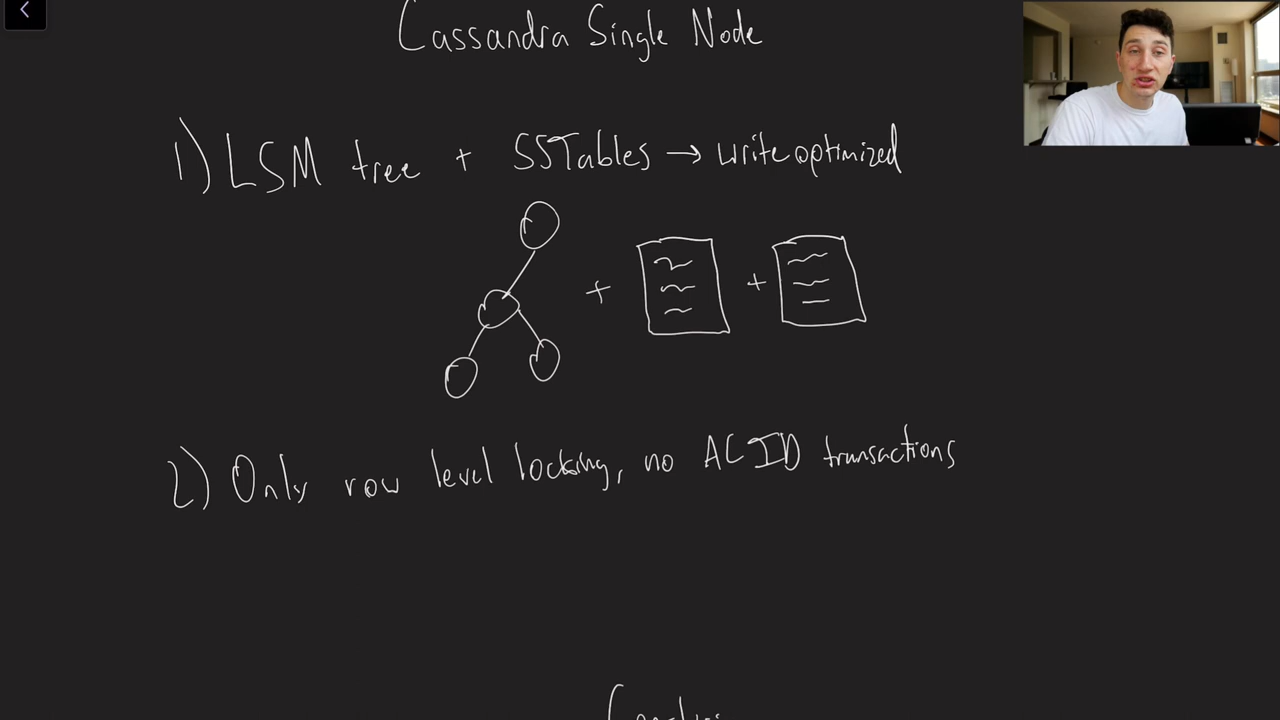 Cassandra Single Node
1) LSM tree + SSTables → write optimized
+ +
2) Only row level locking, no ACID transactions